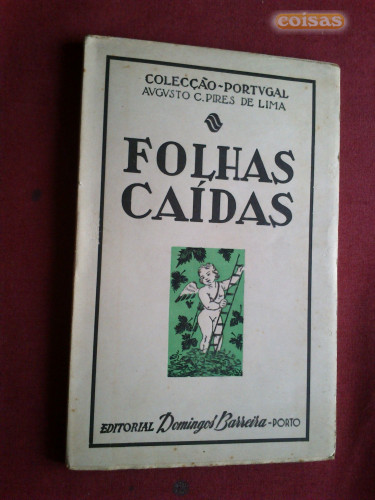 coisas
COLECÇÃO-PORTVGAL
AVGVSTO C. PIRES DE LIMA
FOLHAS
CAÍDAS
EDITORIAL Domingos Barreira-PORTO